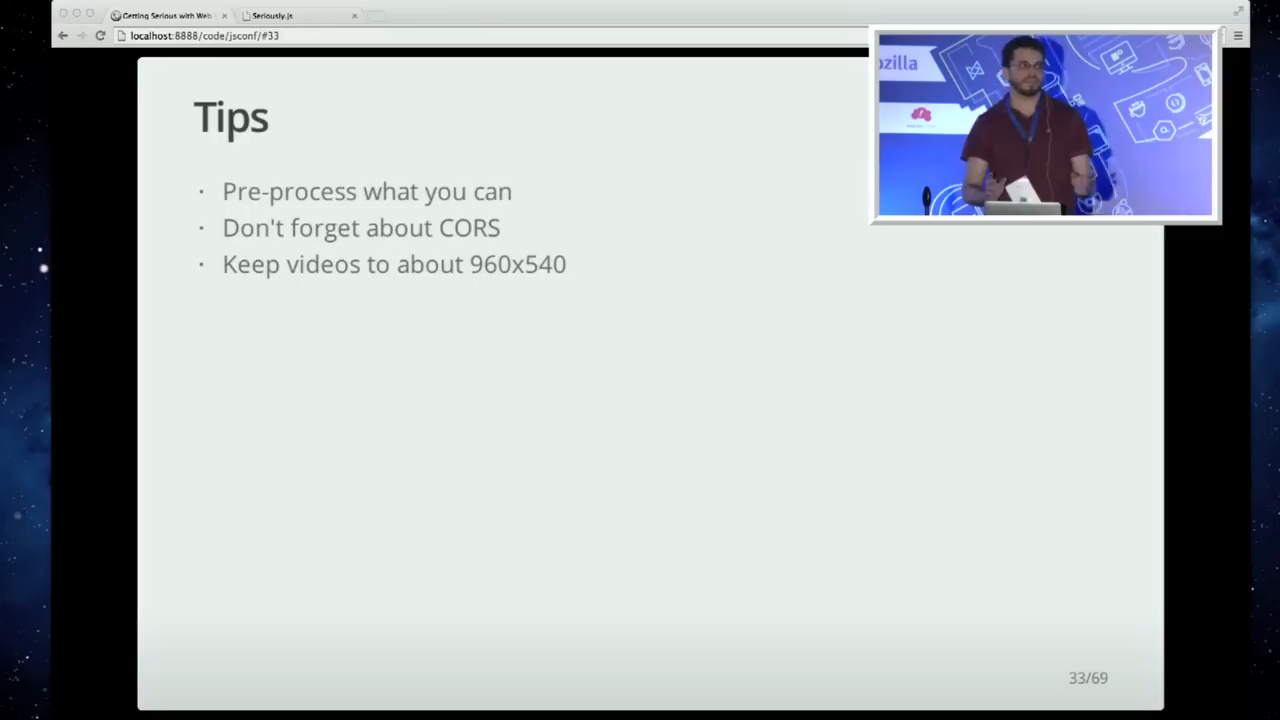 Getting Serious with Web
Seriously.js
localhost:8888/code/jsconf/#33
ozilla
Tips
· Pre-process what you can
· Don't forget about CORS
· Keep videos to about 960x540
33/69